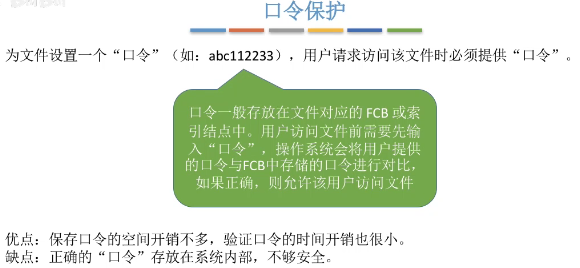 口令保护
为文件设置一个“口令”（如：abc112233），用户请求访问该文件时必须提供“口令”。
口令一般存放在文件对应的 FCB 或索
引结点中。用户访问文件前需要先输
入“口令”，操作系统会将用户提供
的口令与FCB中存储的口令进行对比，
如果正确，则允许该用户访问文件
优点：保存口令的空间开销不多，验证口令的时间开销也很小。
缺点：正确的“口令”存放在系统内部，不够安全。